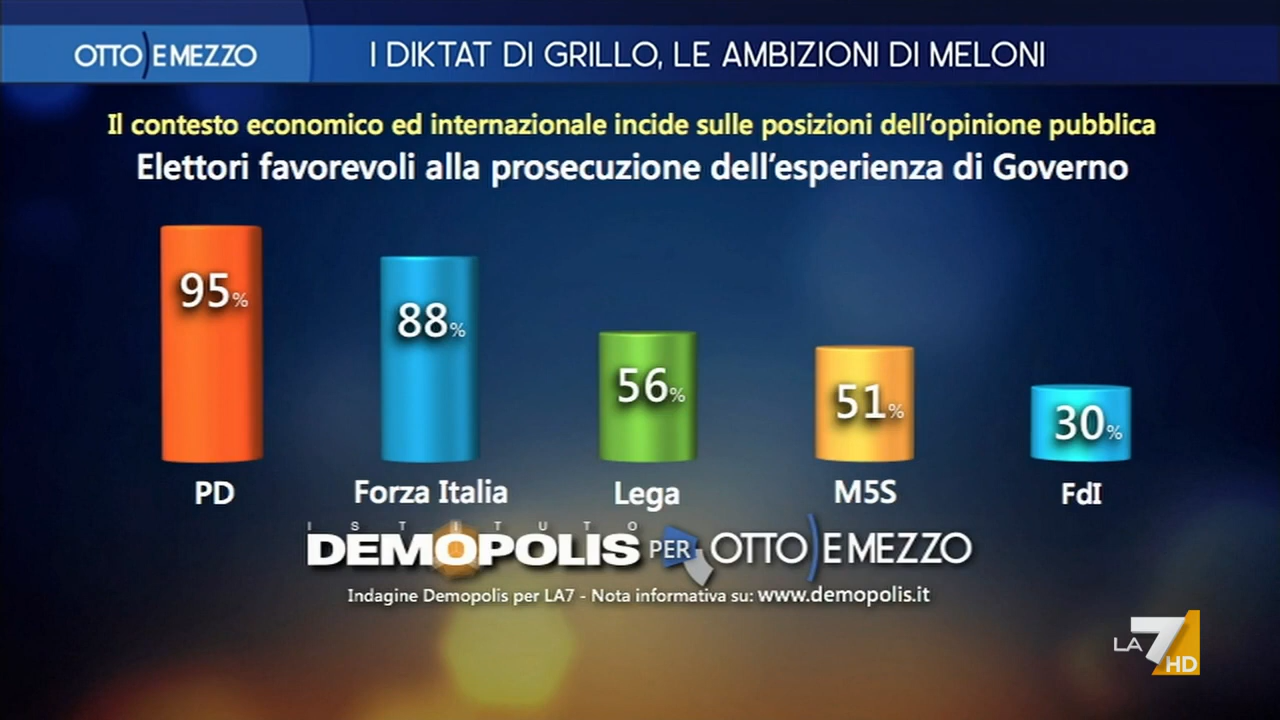 OTTO E MEZZO
I DIKTAT DI GRILLO, LE AMBIZIONI DI MELONI
Il contesto economico ed internazionale incide sulle posizioni dell'opinione pubblica
Elettori favorevoli alla prosecuzione dell'esperienza di Governo
95%
88%
56%
51%
30%
PD
Forza Italia
Lega
M5S
FdI
ISTITUTO
DEMOPOLIS PER OTTO E MEZZO
Indagine Demopolis per LA7 - Nota informativa su: www.demopolis.it
LA 7 HD